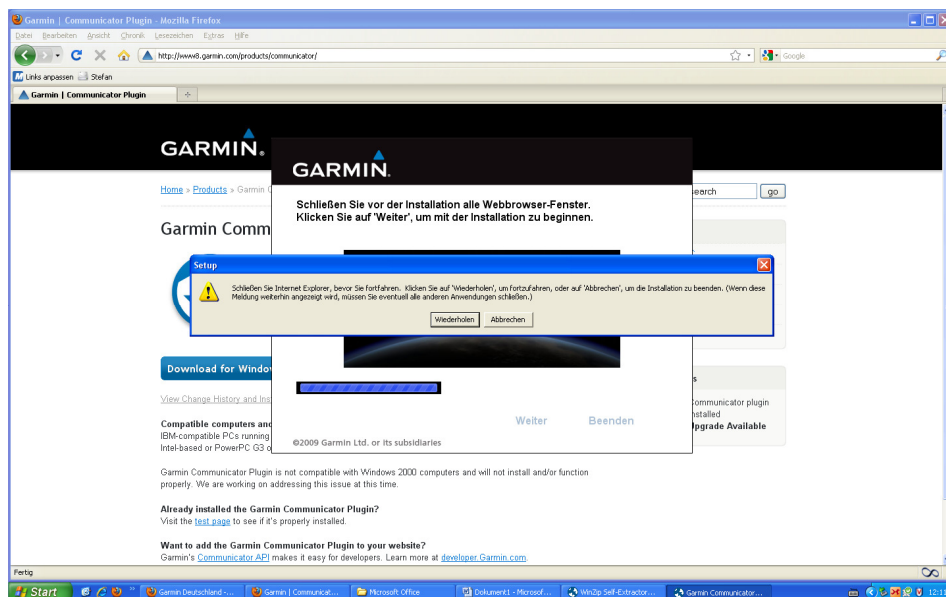 Garmin | Communicator Plugin - Mozilla Firefox
Datei Bearbeiten Ansicht Chronik Lesezeichen Extras Hilfe
http://www8.garmin.com/products/communicator/
Google
Links anpassen Stefan
Garmin | Communicator Plugin
GARMIN.
GARMIN.
Home » Products » Garmin
search go
Schließen Sie vor der Installation alle Webbrowser-Fenster.
Klicken Sie auf 'Weiter', um mit der Installation zu beginnen.
Garmin Comm
Setup
Schließen Sie Internet Explorer, bevor Sie fortfahren. Klicken Sie auf 'Wiederholen', um fortzufahren, oder auf 'Abbrechen', um die Installation zu beenden. (Wenn diese
Meldung weiterhin angezeigt wird, müssen Sie eventuell alle anderen Anwendungen schließen.)
Wiederholen Abbrechen
Download for Window
View Change History and Ins
Communicator plugin
nstalled
Upgrade Available
Weiter Beenden
©2009 Garmin Ltd. or its subsidiaries
Compatible computers and
IBM-compatible PCs running
Intel-based or PowerPC G3 o
Garmin Communicator Plugin is not compatible with Windows 2000 computers and will not install and/or function
properly. We are working on addressing this issue at this time.
Already installed the Garmin Communicator Plugin?
Visit the test page to see if it's properly installed.
Want to add the Garmin Communicator Plugin to your website?
Garmin's Communicator API makes it easy for developers. Learn more at developer.Garmin.com.
Fertig
Start Garmin Deutschland -... Garmin | Communicat... Microsoft Office Dokument1 - Microsof... WinZip Self-Extractor... Garmin Communicator...